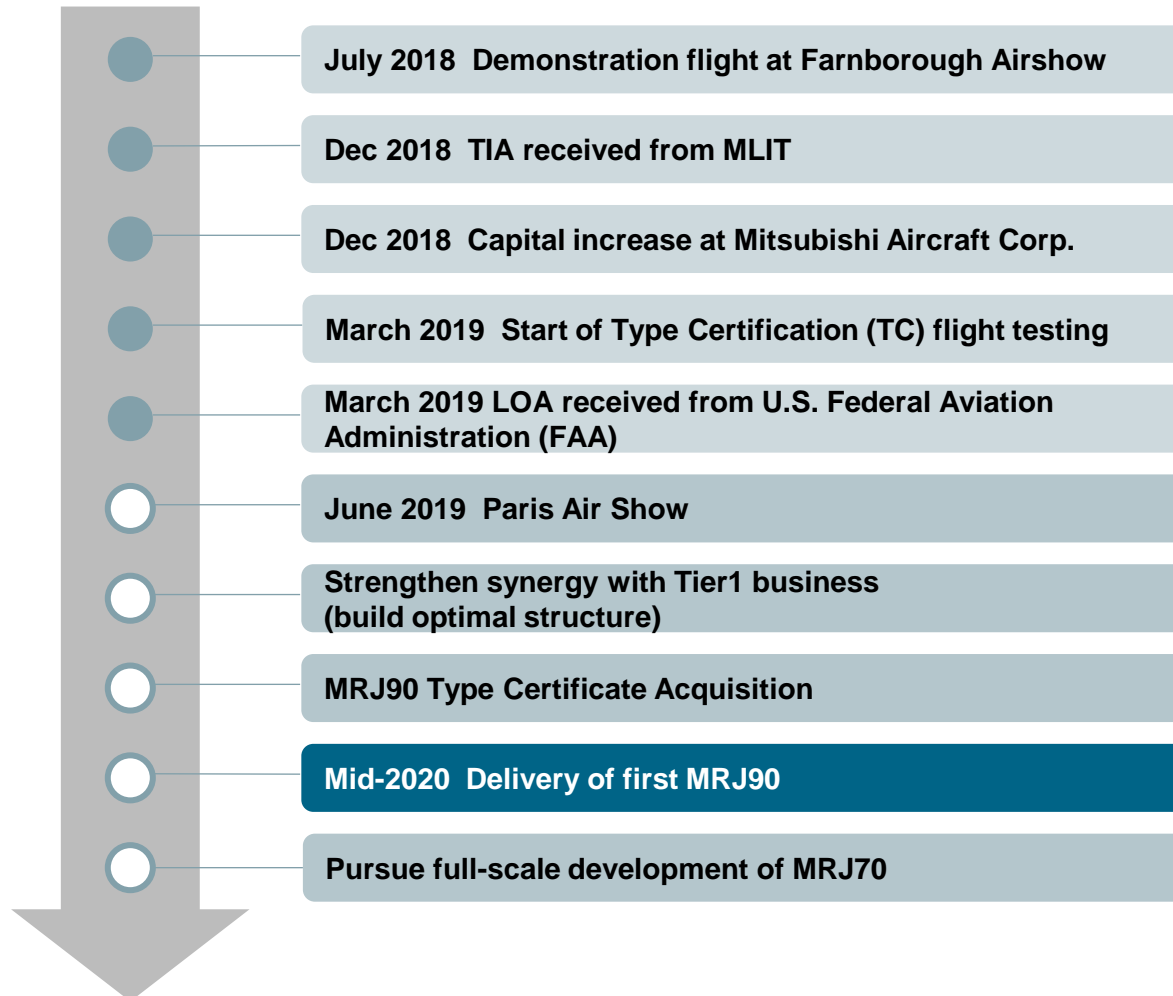 July 2018  Demonstration flight at Farnborough Airshow
Dec 2018  TIA received from MLIT
Dec 2018  Capital increase at Mitsubishi Aircraft Corp.
March 2019  Start of Type Certification (TC) flight testing
March 2019 LOA received from U.S. Federal Aviation
Administration (FAA)
June 2019  Paris Air Show
Strengthen synergy with Tier1 business
(build optimal structure)
MRJ90 Type Certificate Acquisition
Mid-2020  Delivery of first MRJ90
Pursue full-scale development of MRJ70